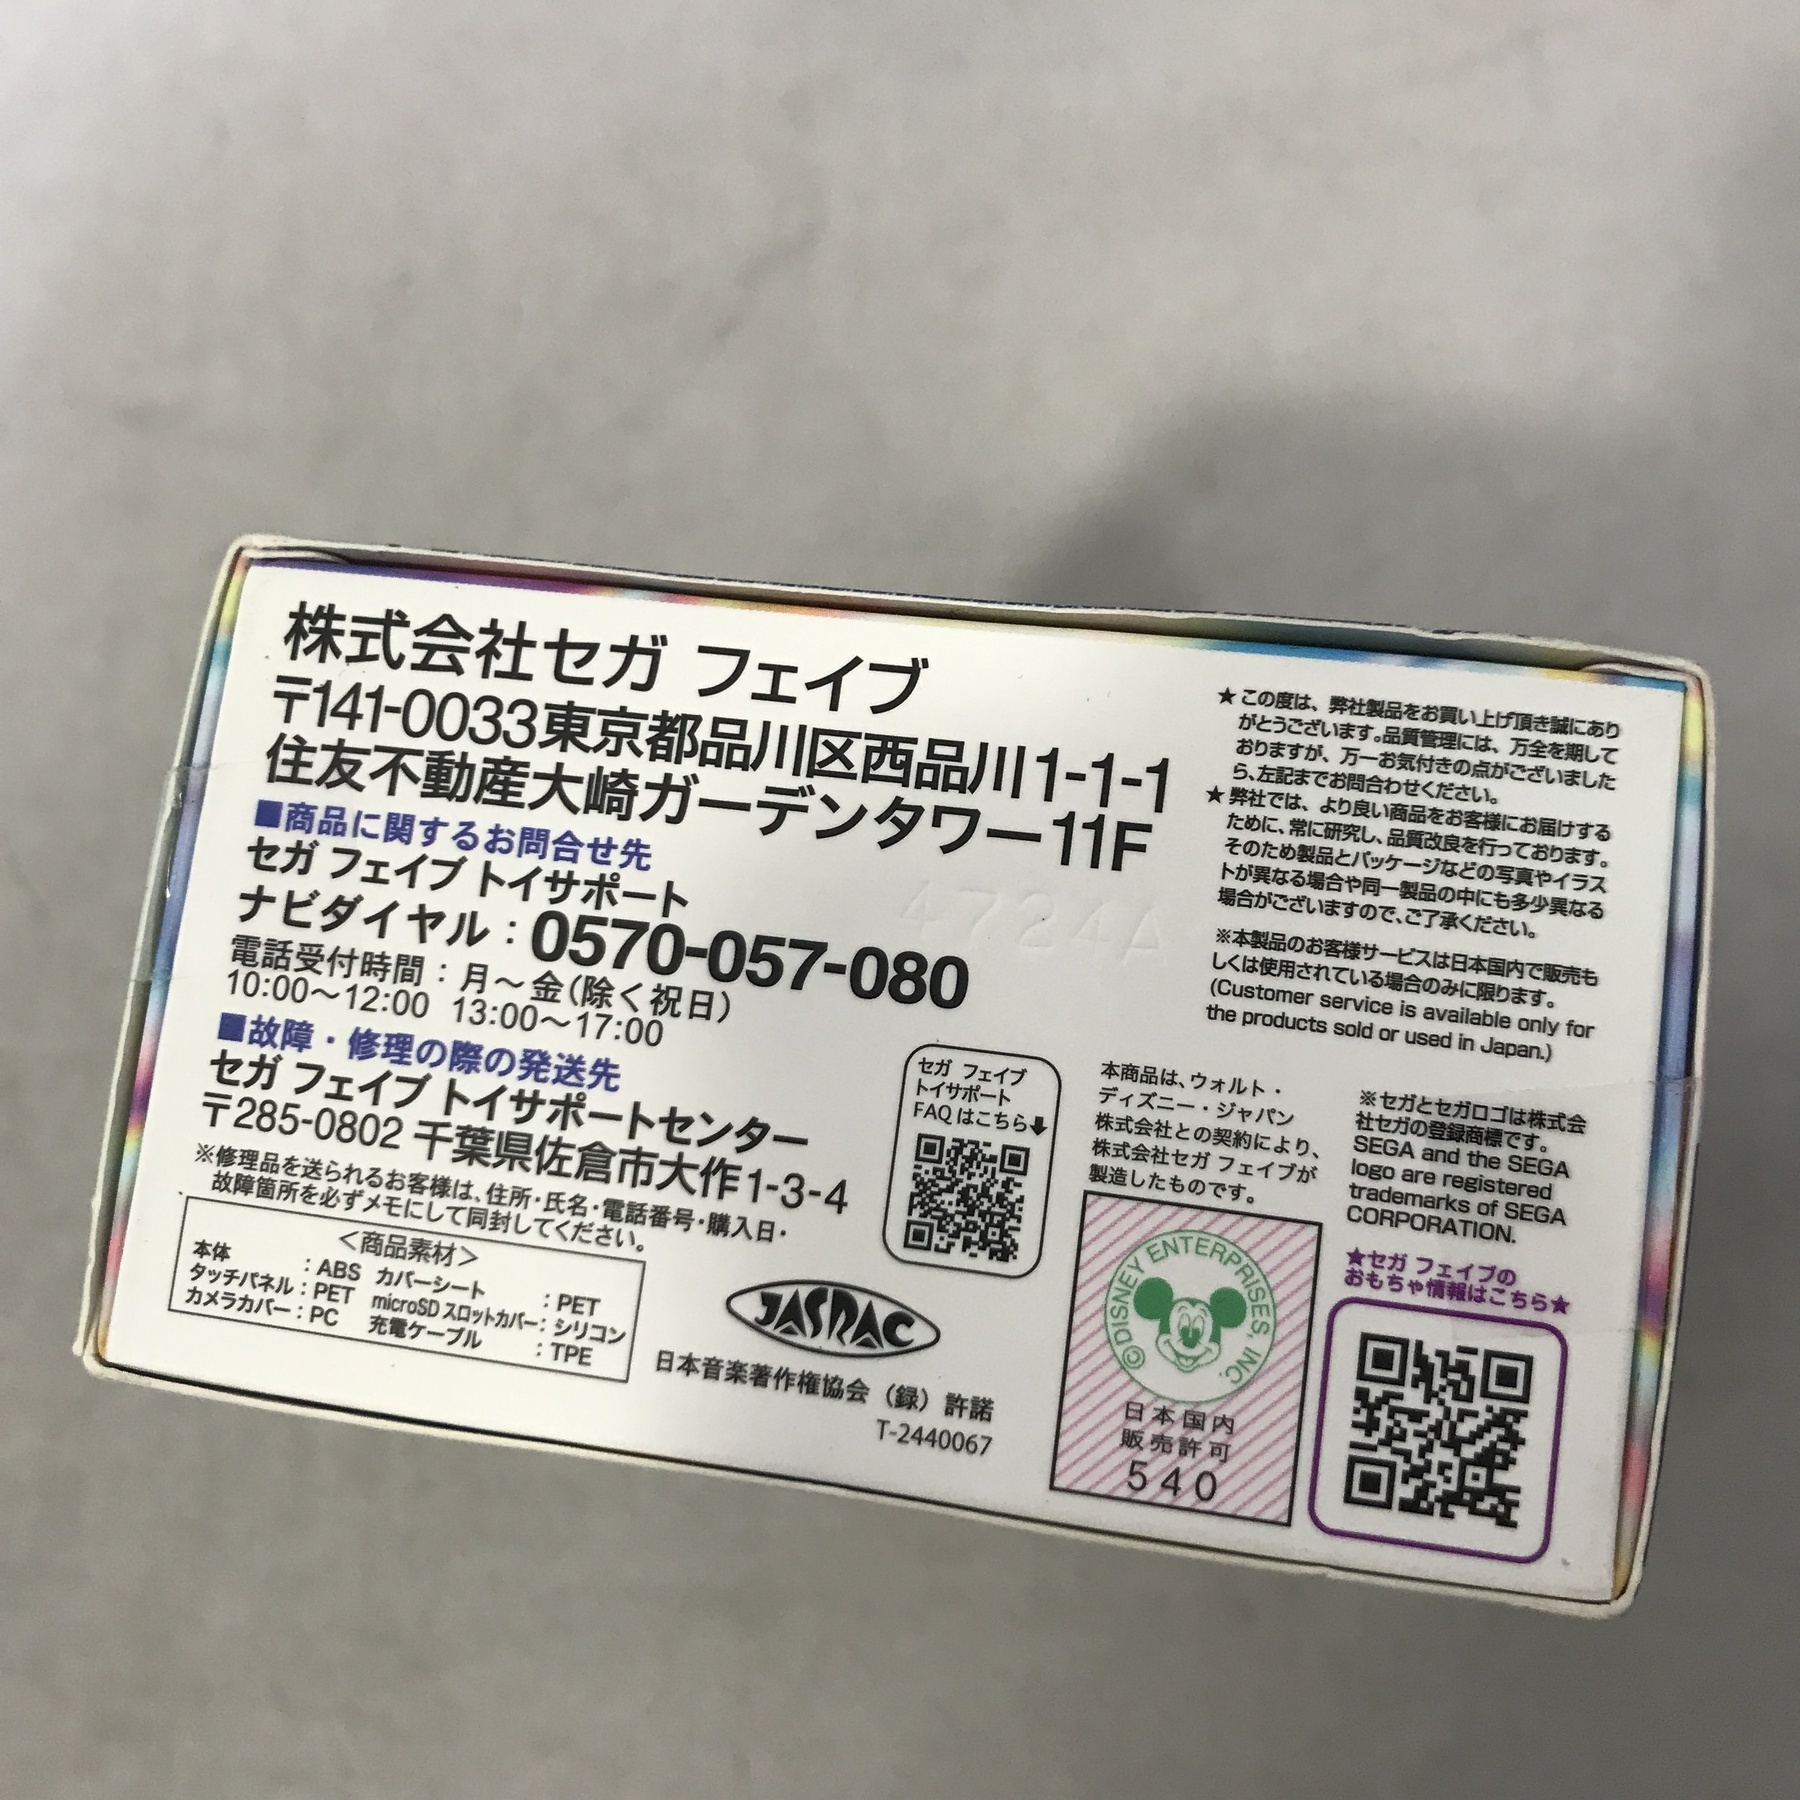 株式会社セガ フェイブ
〒141-0033東京都品川区西品川1-1-1
住友不動産大崎ガーデンタワー11F
■商品に関するお問合せ先
セガ フェイブ トイサポート
ナビダイヤル：0570-057-080
電話受付時間：月～金（除く祝日）
10:00～12:00 13:00～17:00
■故障・修理の際の発送先
セガ フェイブ トイサポートセンター
〒285-0802 千葉県佐倉市大作1-3-4
※修理品を送られるお客様は、住所・氏名・電話番号・購入日・
故障箇所を必ずメモにして同封してください。
＜商品素材＞
本体：ABS カバーシート：PET
タッチパネル：PET microSDスロットカバー：シリコン
カメラカバー：PC 充電ケーブル：TPE
4724A
セガ フェイブ
トイサポート
FAQはこちら⬇
JASRAC
日本音楽著作権協会（録）許諾
T-2440067
★この度は、弊社製品をお買い上げ頂き誠にあり
がとうございます。品質管理には、万全を期して
おりますが、万一お気付きの点がございました
ら、左記までお問合わせください。
★弊社では、より良い商品をお客様にお届けする
ために、常に研究し、品質改良を行っております。
そのため製品とパッケージなどの写真やイラス
トが異なる場合や同一製品の中にも多少異なる
場合がございますので、ご了承ください。
※本製品のお客様サービスは日本国内で販売も
しくは使用されている場合のみに限ります。
(Customer service is available only for
the products sold or used in Japan.)
本商品は、ウォルト・
ディズニー・ジャパン
株式会社との契約により、
株式会社セガ フェイブが
製造したものです。
©DISNEY ENTERPRISES, INC.
日本国内
販売許可
540
※セガとセガロゴは株式会
社セガの登録商標です。
SEGA and the SEGA
logo are registered
trademarks of SEGA
CORPORATION.
★セガ フェイブの
おもちゃ情報はこちら★